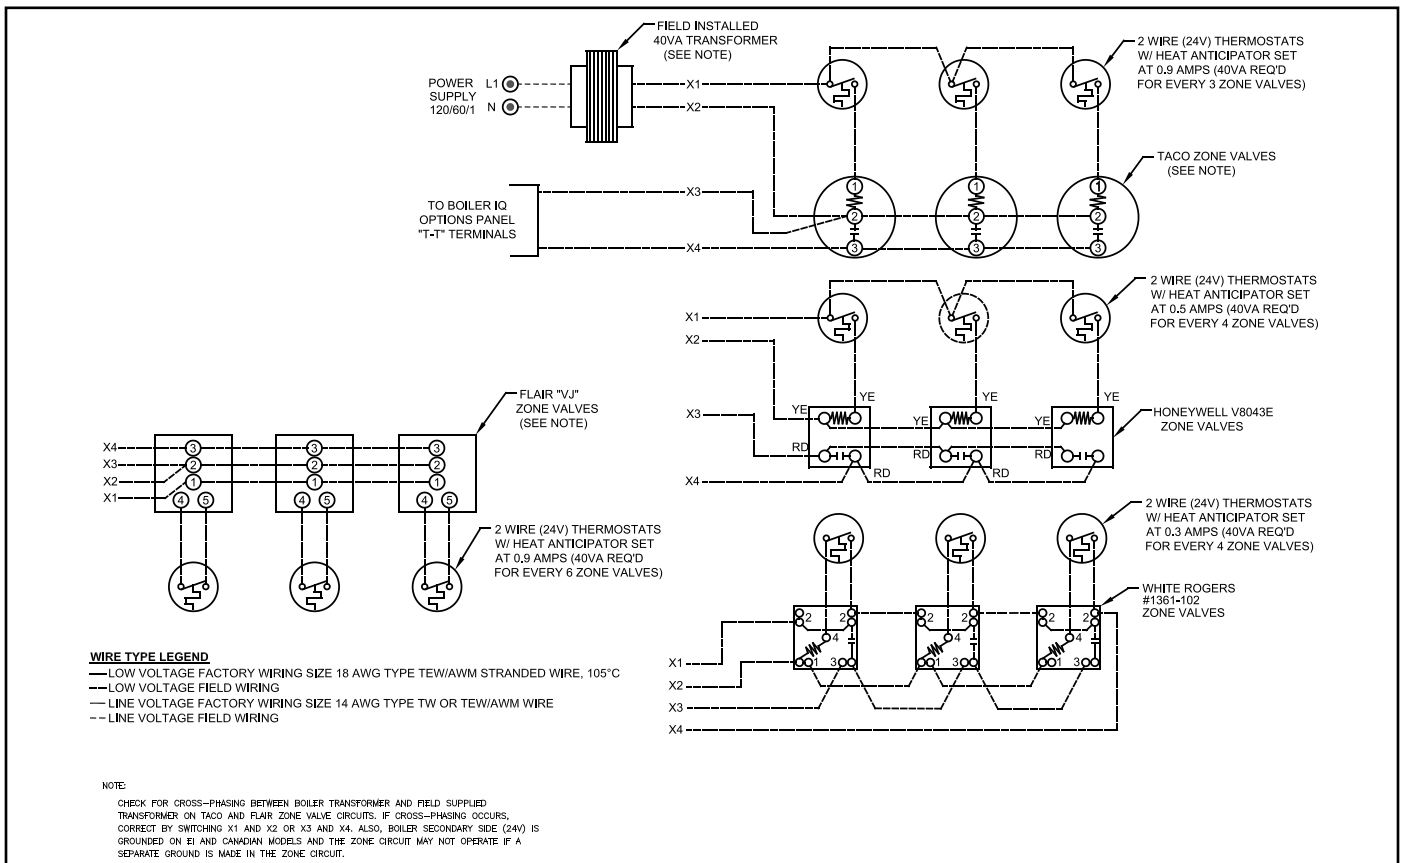 FIELD INSTALLED
40VA TRANSFORMER
(SEE NOTE)
POWER
SUPPLY
120/60/1
L1
N
X1
X2
2 WIRE (24V) THERMOSTATS
W/ HEAT ANTICIPATOR SET
AT 0.9 AMPS (40VA REQ'D
FOR EVERY 3 ZONE VALVES)
TACO ZONE VALVES
(SEE NOTE)
TO BOILER IQ
OPTIONS PANEL
"T-T" TERMINALS
X3
X4
1 1 1
2 2 2
3 3 3
2 WIRE (24V) THERMOSTATS
W/ HEAT ANTICIPATOR SET
AT 0.5 AMPS (40VA REQ'D
FOR EVERY 4 ZONE VALVES)
X1
X2
X3
X4
YE YE YE
YE YE YE
RD RD RD
RD RD
HONEYWELL V8043E
ZONE VALVES
FLAIR "VJ"
ZONE VALVES
(SEE NOTE)
X4
X3
X2
X1
3 3 3
2 2 2
1 1 1
4 5 4 5 4 5
2 WIRE (24V) THERMOSTATS
W/ HEAT ANTICIPATOR SET
AT 0.9 AMPS (40VA REQ'D
FOR EVERY 6 ZONE VALVES)
2 WIRE (24V) THERMOSTATS
W/ HEAT ANTICIPATOR SET
AT 0.3 AMPS (40VA REQ'D
FOR EVERY 4 ZONE VALVES)
WHITE ROGERS
#1361-102
ZONE VALVES
2 2 2 2 2 2
4 4 4
1 3 1 3 1 3
X1
X2
X3
X4
WIRE TYPE LEGEND
LOW VOLTAGE FACTORY WIRING SIZE 18 AWG TYPE TEW/AWM STRANDED WIRE, 105°C
LOW VOLTAGE FIELD WIRING
LINE VOLTAGE FACTORY WIRING SIZE 14 AWG TYPE TW OR TEW/AWM WIRE
LINE VOLTAGE FIELD WIRING
NOTE:
CHECK FOR CROSS-PHASING BETWEEN BOILER TRANSFORMER AND FIELD SUPPLIED
TRANSFORMER ON TACO AND FLAIR ZONE VALVE CIRCUITS. IF CROSS-PHASING OCCURS,
CORRECT BY SWITCHING X1 AND X2 OR X3 AND X4. ALSO, BOILER SECONDARY SIDE (24V) IS
GROUNDED ON EI AND CANADIAN MODELS AND THE ZONE CIRCUIT MAY NOT OPERATE IF A
SEPARATE GROUND IS MADE IN THE ZONE CIRCUIT.